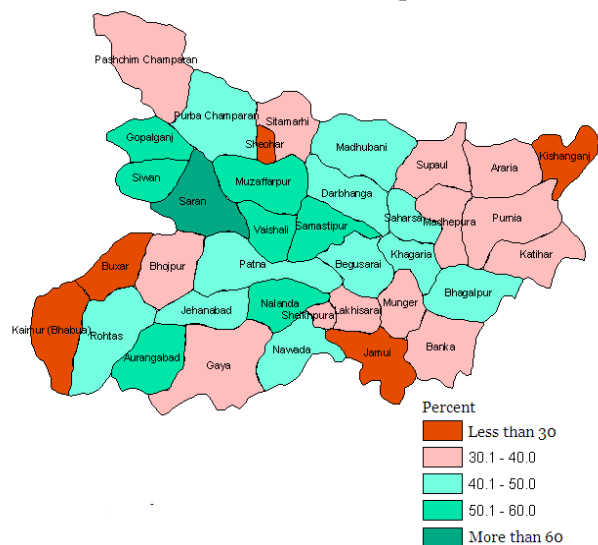 Pashchim Champaran
Purba Champaran
Sitamarhi
Gopalganj
Sheohar
Madhubani
Kishanganj
Supaul
Araria
Siwan
Muzaffarpur
Darbhanga
Saran
Saharsa
Madhepura
Purnia
Vaishali
Samastipur
Khagaria
Katihar
Buxar
Bhojpur
Patna
Begusarai
Bhagalpur
Jehanabad
Nalanda
Sheikhpura
Lakhisarai
Munger
Kaimur (Bhabua)
Rohtas
Aurangabad
Gaya
Nawada
Jamui
Banka
Percent
Less than 30
30.1 - 40.0
40.1 - 50.0
50.1 - 60.0
More than 60